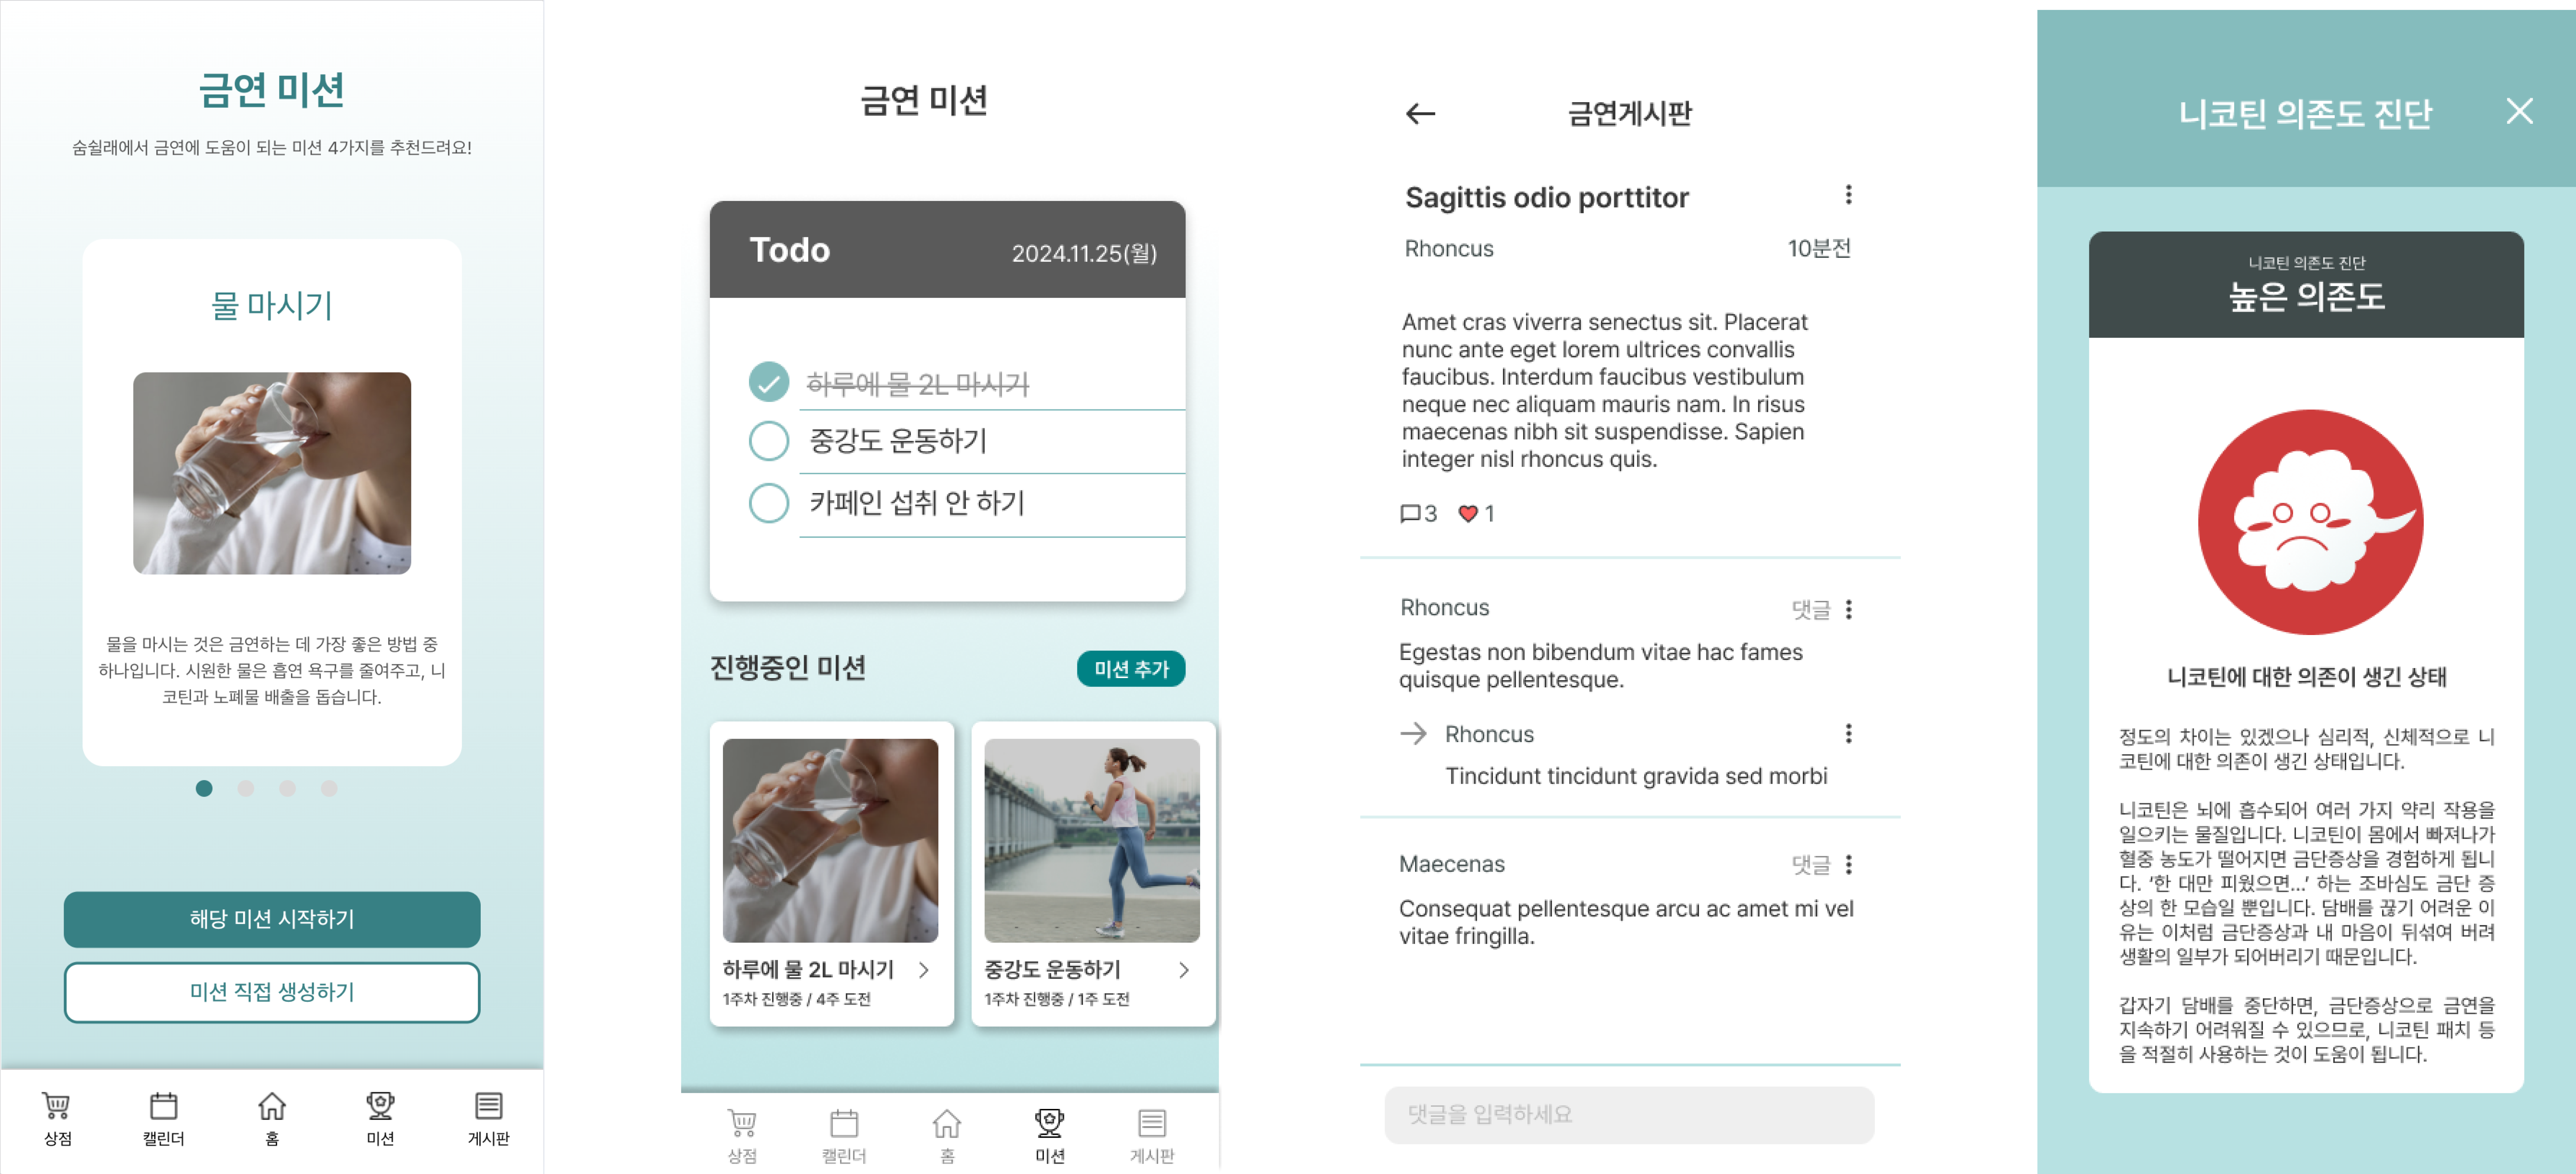 금연 미션
숨쉴래에서 금연에 도움이 되는 미션 4가지를 추천드려요!
물 마시기
물을 마시는 것은 금연하는 데 가장 좋은 방법 중
하나입니다. 시원한 물은 흡연 욕구를 줄여주고, 니
코틴과 노폐물 배출을 돕습니다.
해당 미션 시작하기
미션 직접 생성하기
상점
캘린더
홈
미션
게시판
금연 미션
Todo
2024.11.25(월)
하루에 물 2L 마시기
중강도 운동하기
카페인 섭취 안 하기
진행중인 미션
미션 추가
하루에 물 2L 마시기
1주차 진행중 / 4주 도전
중강도 운동하기
1주차 진행중 / 1주 도전
상점
캘린더
홈
미션
게시판
금연게시판
Sagittis odio porttitor
Rhoncus
10분전
Amet cras viverra senectus sit. Placerat
nunc ante eget lorem ultrices convallis
faucibus. Interdum faucibus vestibulum
neque nec aliquam mauris nam. In risus
maecenas nibh sit suspendisse. Sapien
integer nisl rhoncus quis.
3
1
Rhoncus
댓글
Egestas non bibendum vitae hac fames
quisque pellentesque.
Rhoncus
Tincidunt tincidunt gravida sed morbi
Maecenas
댓글
Consequat pellentesque arcu ac amet mi vel
vitae fringilla.
댓글을 입력하세요
니코틴 의존도 진단
니코틴 의존도 진단
높은 의존도
니코틴에 대한 의존이 생긴 상태
정도의 차이는 있겠으나 심리적, 신체적으로 니
코틴에 대한 의존이 생긴 상태입니다.
니코틴은 뇌에 흡수되어 여러 가지 약리 작용을
일으키는 물질입니다. 니코틴이 몸에서 빠져나가
혈중 농도가 떨어지면 금단증상을 경험하게 됩니
다. ‘한 대만 피웠으면...’ 하는 조바심도 금단 증
상의 한 모습일 뿐입니다. 담배를 끊기 어려운 이
유는 이처럼 금단증상과 내 마음이 뒤섞여 버려
생활의 일부가 되어버리기 때문입니다.
갑자기 담배를 중단하면, 금단증상으로 금연을
지속하기 어려워질 수 있으므로, 니코틴 패치 등
을 적절히 사용하는 것이 도움이 됩니다.